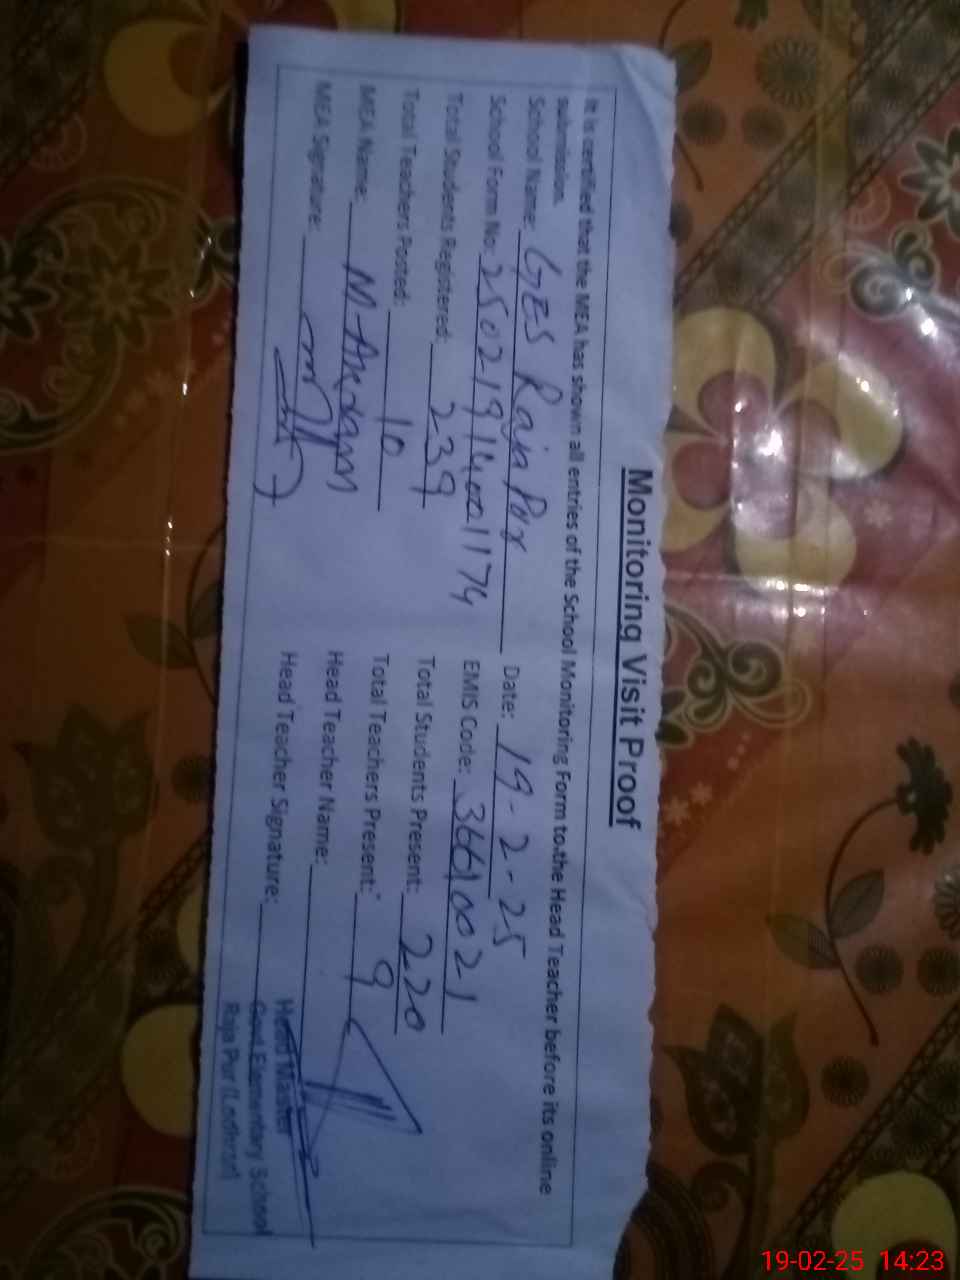 Monitoring Visit Proof
It is certified that the MEA has shown all entries of the School Monitoring Form to the Head Teacher before its online
submission.
School Name: GES Raja Pur Date: 19-2-25
School Form No: EMIS Code: 36610021
Total Students Registered: 239 Total Students Present: 220
Total Teachers Posted: 10 Total Teachers Present: 9
MEA Name: M. Head Teacher Name:
MEA Signature: Head Teacher Signature:
Head Master
Govt Elementary School
Raja Pur (Lodhran)
19-02-25 14:23